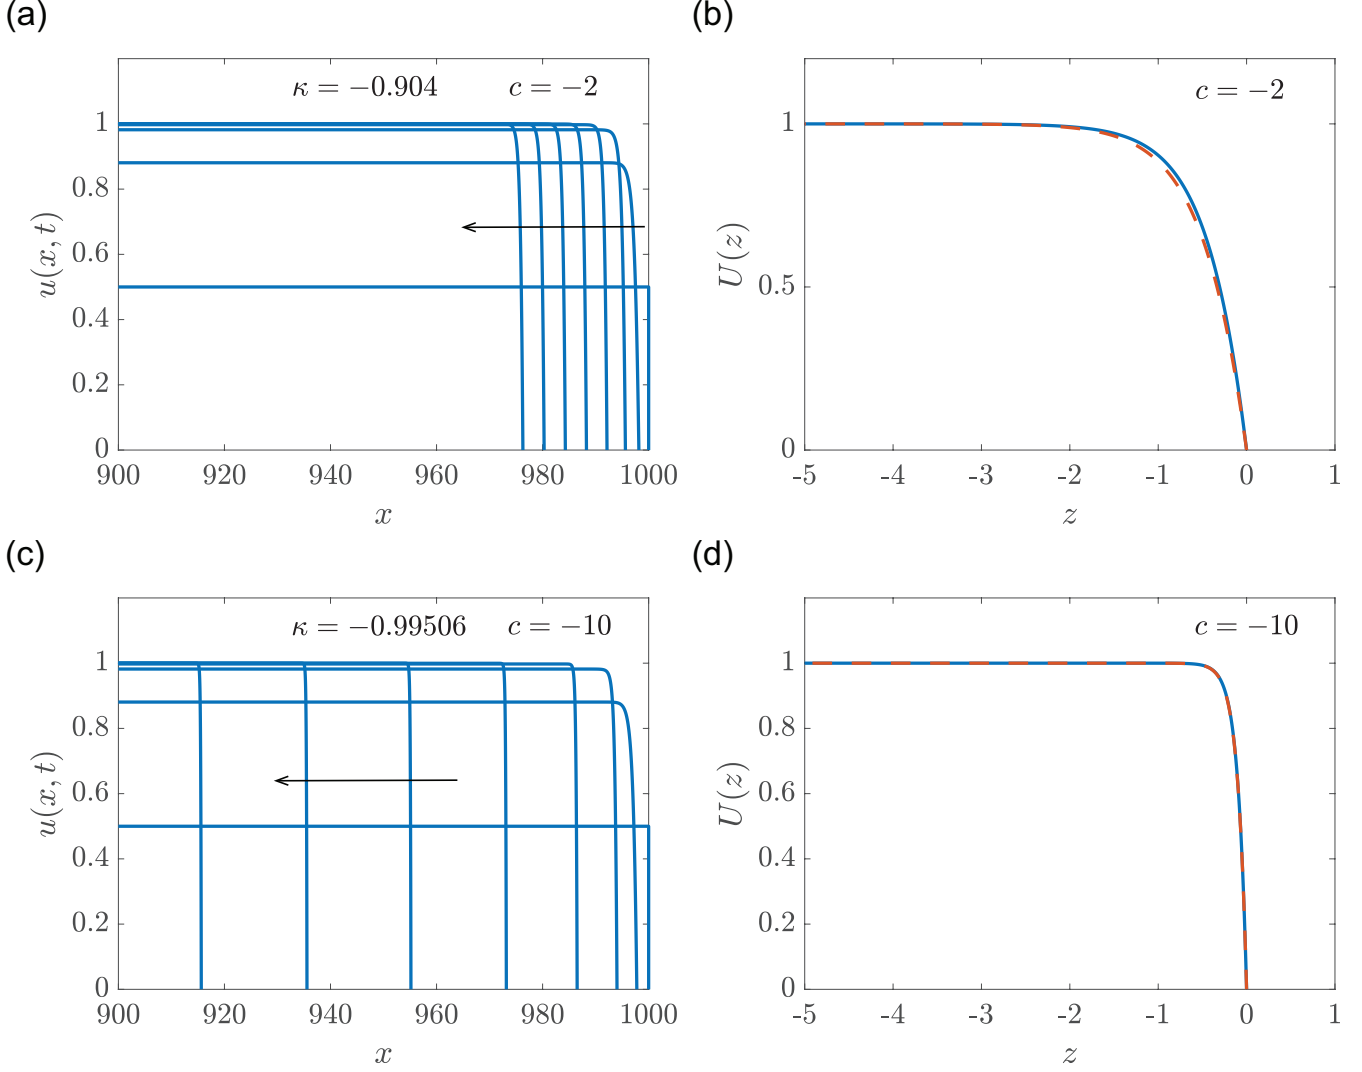 (a)
κ = −0.904 c = −2
1
0.8
0.6
0.4
0.2
0
u(x, t)
900 920 940 960 980 1000
x
(b)
c = −2
1
0.5
0
U(z)
-5 -4 -3 -2 -1 0 1
z
(c)
κ = −0.99506 c = −10
1
0.8
0.6
0.4
0.2
0
u(x, t)
900 920 940 960 980 1000
x
(d)
c = −10
1
0.8
0.6
0.4
0.2
0
U(z)
-5 -4 -3 -2 -1 0 1
z